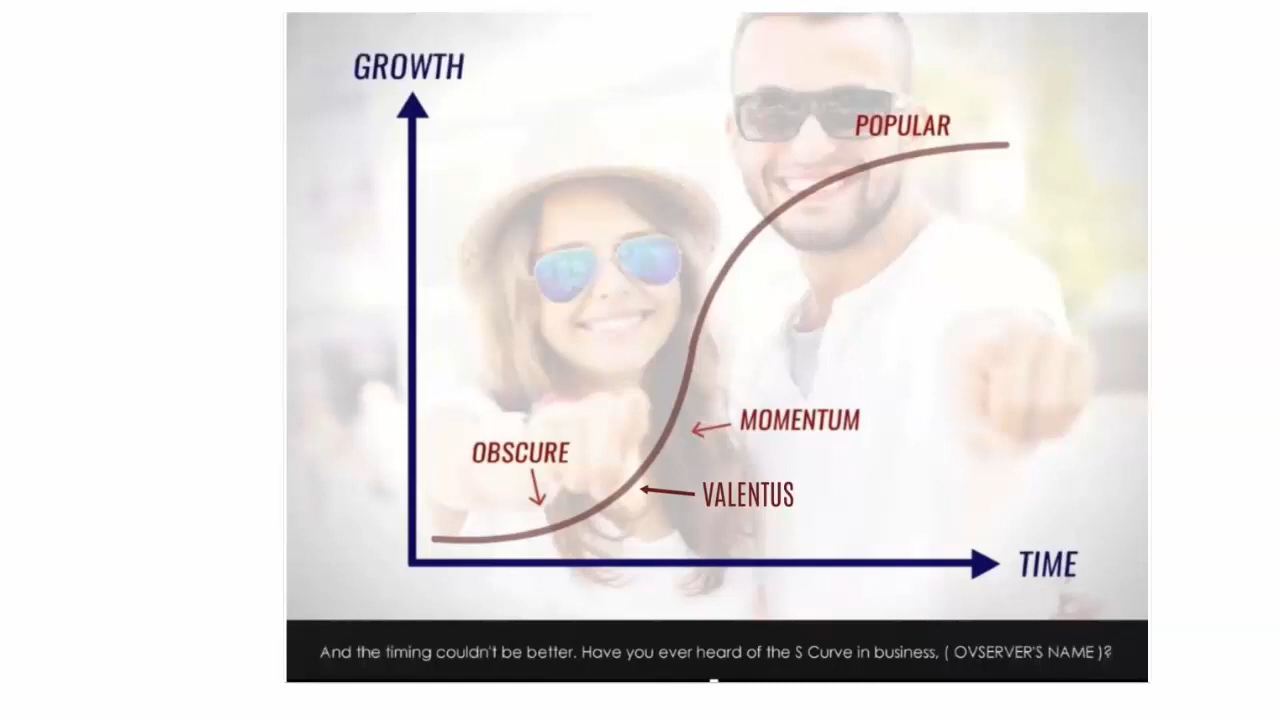 GROWTH
POPULAR
MOMENTUM
OBSCURE
VALENTUS
TIME
And the timing couldn't be better. Have you ever heard of the S Curve in business, ( OVSERVER'S NAME )?